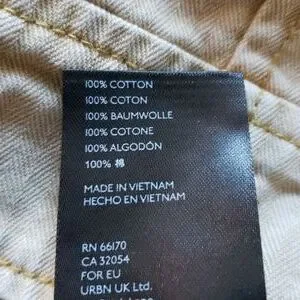 100% COTTON
100% COTON
100% BAUMWOLLE
100% COTONE
100% ALGODÓN
100% 棉
MADE IN VIETNAM
HECHO EN VIETNAM
RN 66170
CA 32054
FOR EU
URBN UK Ltd.